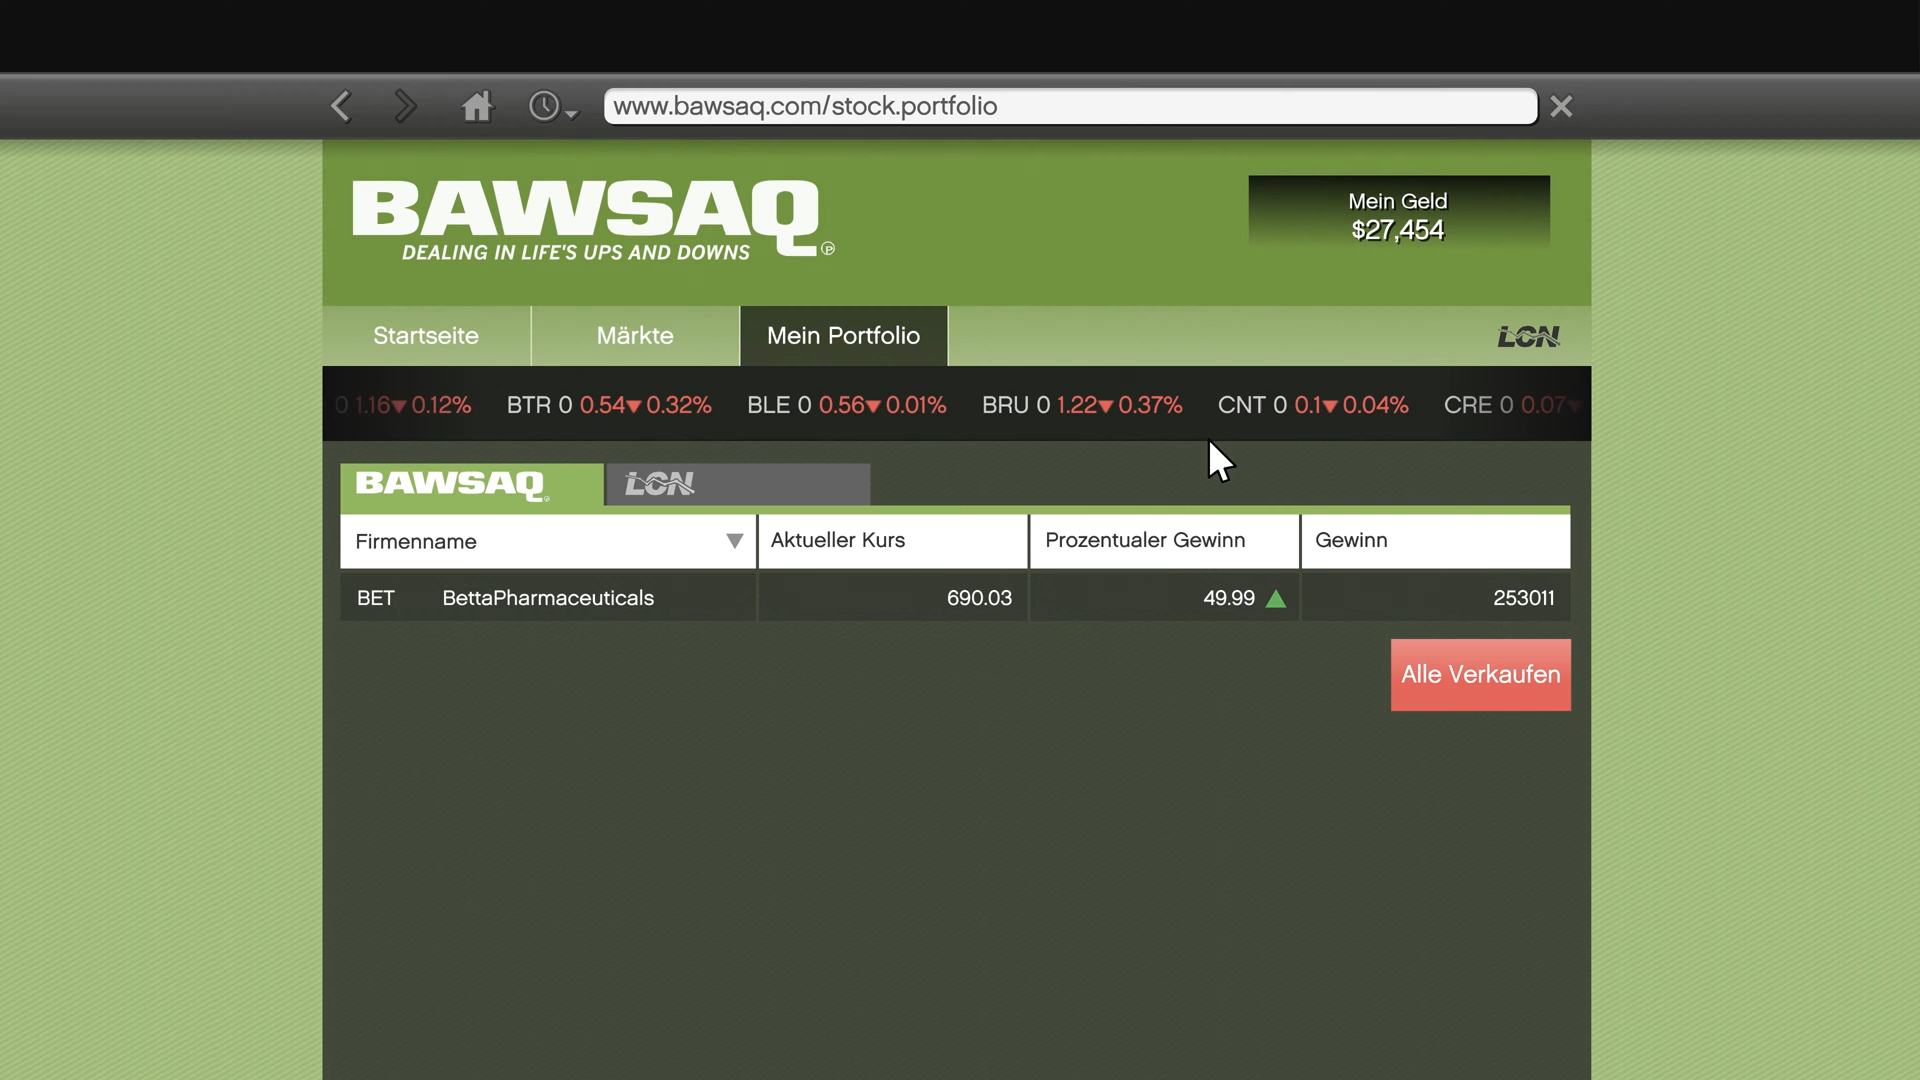 www.bawsaq.com/stock.portfolio
BAWSAQ
DEALING IN LIFE'S UPS AND DOWNS
Mein Geld
$27,454
Startseite
Märkte
Mein Portfolio
LCN
0 1.16▼0.12% BTR 0 0.54▼0.32% BLE 0 0.56▼0.01% BRU 0 1.22▼0.37% CNT 0 0.1▼0.04% CRE 0 0.07▼
BAWSAQ
LCN
Firmenname ▼ Aktueller Kurs Prozentualer Gewinn Gewinn
BET BettaPharmaceuticals 690.03 49.99 ▲ 253011
Alle Verkaufen